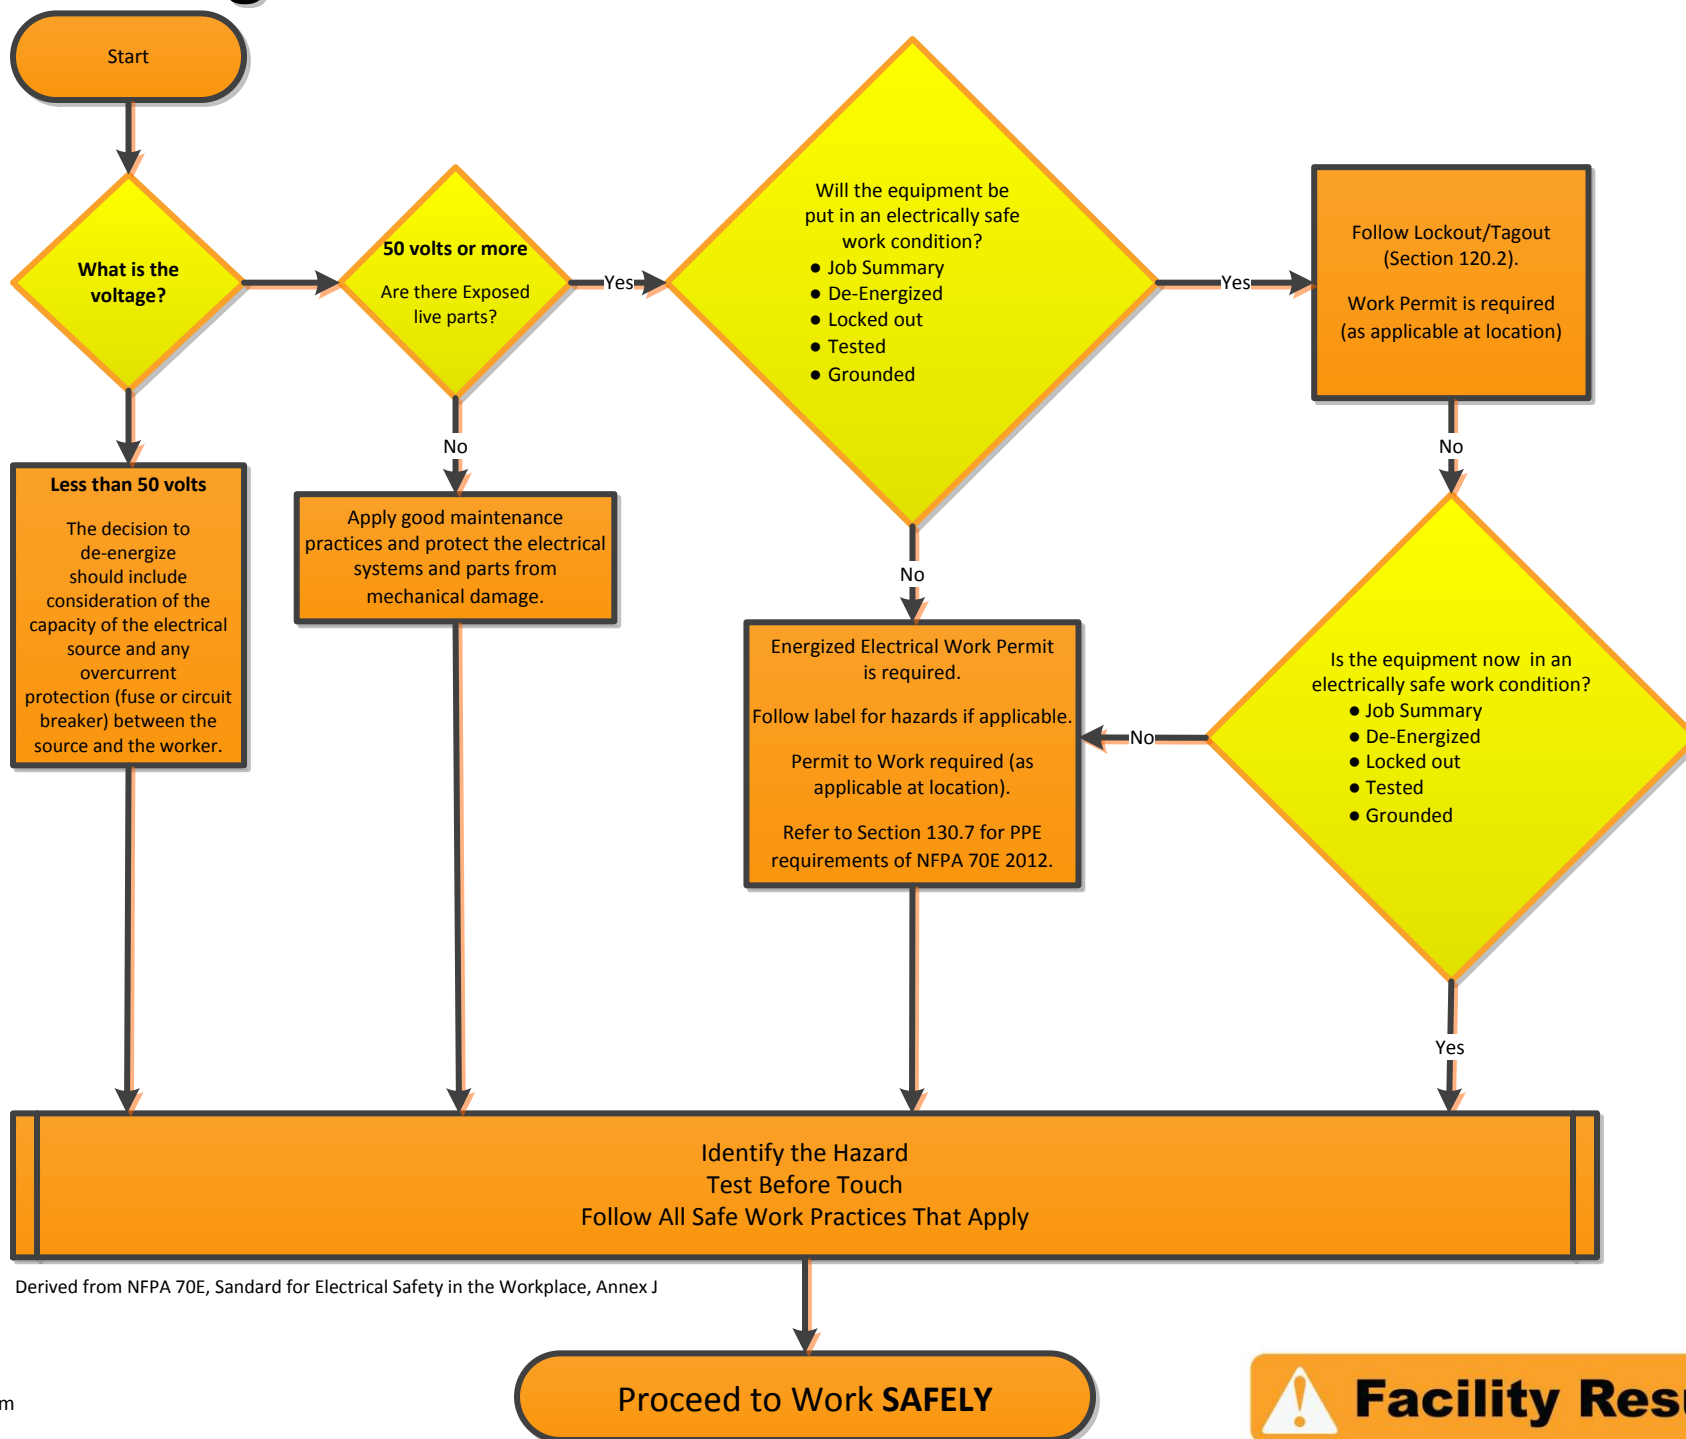 Start
What is the
voltage?
50 volts or more
Are there Exposed
live parts?
Yes
Will the equipment be
put in an electrically safe
work condition?
● Job Summary
● De-Energized
● Locked out
● Tested
● Grounded
Yes
Follow Lockout/Tagout
(Section 120.2).
Work Permit is required
(as applicable at location)
No
No
No
Less than 50 volts
The decision to
de-energize
should include
consideration of the
capacity of the electrical
source and any
overcurrent
protection (fuse or circuit
breaker) between the
source and the worker.
Apply good maintenance
practices and protect the electrical
systems and parts from
mechanical damage.
Energized Electrical Work Permit
is required.
Follow label for hazards if applicable.
Permit to Work required (as
applicable at location).
Refer to Section 130.7 for PPE
requirements of NFPA 70E 2012.
No
Is the equipment now in an
electrically safe work condition?
● Job Summary
● De-Energized
● Locked out
● Tested
● Grounded
Yes
Identify the Hazard
Test Before Touch
Follow All Safe Work Practices That Apply
Derived from NFPA 70E, Sandard for Electrical Safety in the Workplace, Annex J
Proceed to Work SAFELY
Facility